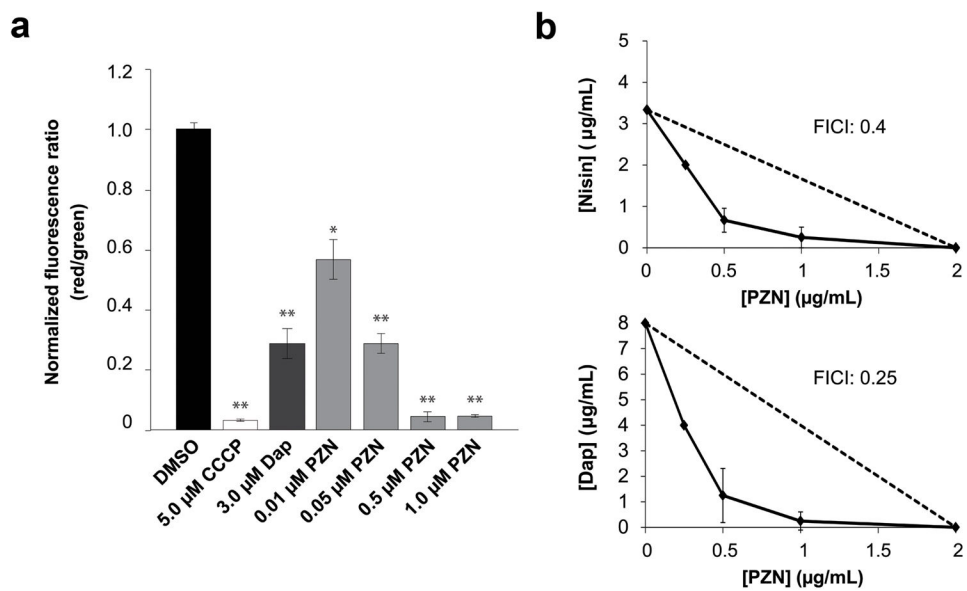 a
Normalized fluorescence ratio
(red/green)
1.2
1.0
0.6
0.4
0.2
0
**
**
*
**
**
**
DMSO
5.0 µM CCCP
3.0 µM Dap
0.01 µM PZN
0.05 µM PZN
0.5 µM PZN
1.0 µM PZN
b
[Nisin] ( µg/mL)
5
4
3
2
1
0
FICI: 0.4
0 0.5 1 1.5 2
[PZN] (µg/mL)
[Dap] (µg/mL)
8
7
6
5
4
3
2
1
0
FICI: 0.25
0 0.5 1 1.5 2
[PZN] (µg/mL)